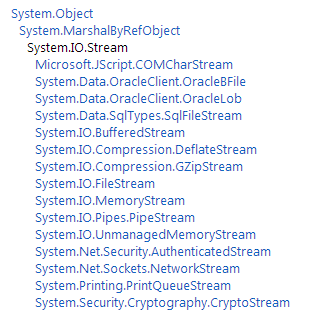 System.Object
System.MarshalByRefObject
System.IO.Stream
Microsoft.JScript.COMCharStream
System.Data.OracleClient.OracleBFile
System.Data.OracleClient.OracleLob
System.Data.SqlTypes.SqlFileStream
System.IO.BufferedStream
System.IO.Compression.DeflateStream
System.IO.Compression.GZipStream
System.IO.FileStream
System.IO.MemoryStream
System.IO.Pipes.PipeStream
System.IO.UnmanagedMemoryStream
System.Net.Security.AuthenticatedStream
System.Net.Sockets.NetworkStream
System.Printing.PrintQueueStream
System.Security.Cryptography.CryptoStream